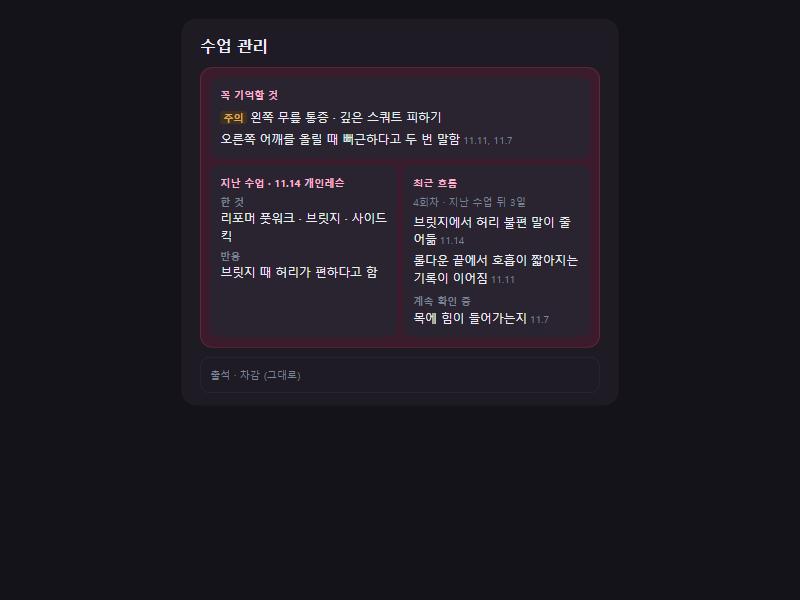 수업 관리
꼭 기억할 것
주의 왼쪽 무릎 통증 · 깊은 스쿼트 피하기
오른쪽 어깨를 올릴 때 뻐근하다고 두 번 말함 11.11, 11.7
지난 수업 · 11.14 개인레슨
한 것
리포머 풋워크 · 브릿지 · 사이드
킥
반응
브릿지 때 허리가 편하다고 함
최근 흐름
4회차 · 지난 수업 뒤 3일
브릿지에서 허리 불편 말이 줄
어듦 11.14
롤다운 끝에서 호흡이 짧아지는
기록이 이어짐 11.11
계속 확인 중
목에 힘이 들어가는지 11.7
출석 · 차감 (그대로)